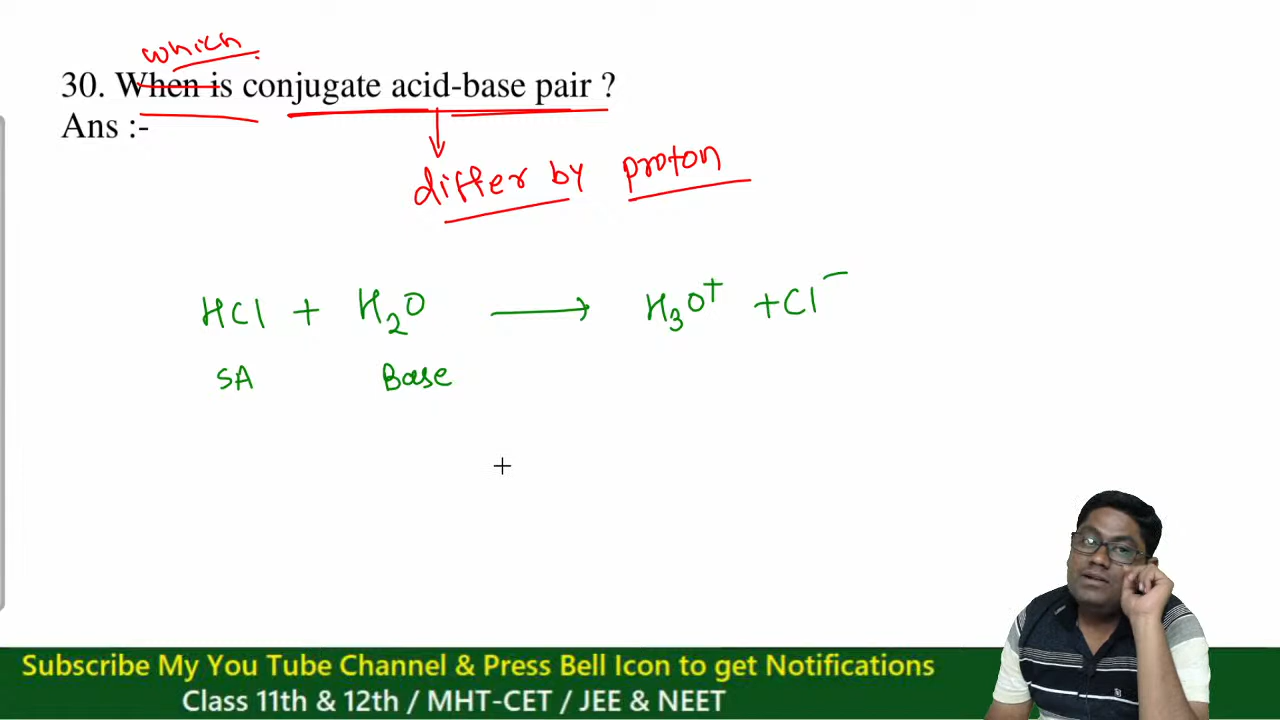 which.
30. When is conjugate acid-base pair ?
Ans :-
differ by proton
HCl + H₂O ⟶ H₃O⁺ + Cl⁻
SA Base
Subscribe My You Tube Channel & Press Bell Icon to get Notifications
Class 11th & 12th / MHT-CET / JEE & NEET